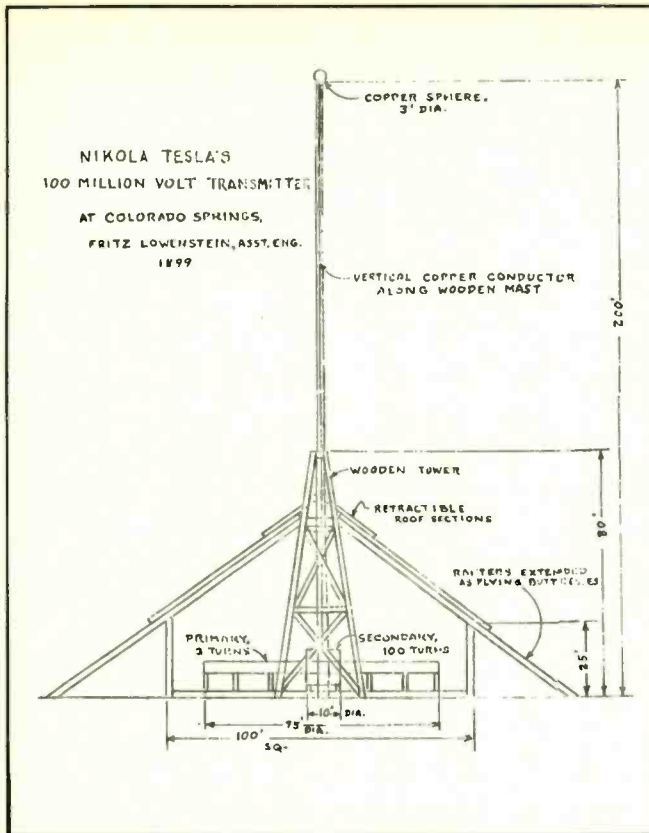 COPPER SPHERE,
3' DIA.
NIKOLA TESLA'S
100 MILLION VOLT TRANSMITTER
AT COLORADO SPRINGS,
FRITZ LOWENSTEIN, ASST. ENG.
1899
VERTICAL COPPER CONDUCTOR
ALONG WOODEN MAST
200'
WOODEN TOWER
RETRACTIBLE
ROOF SECTIONS
80'
RAFTERS EXTENDED
AS FLYING BUTTRESSES
PRIMARY,
SECONDARY,
TURNS
100 TURNS
25'
10' DIA.
75'
DIA.
100'
SQ.